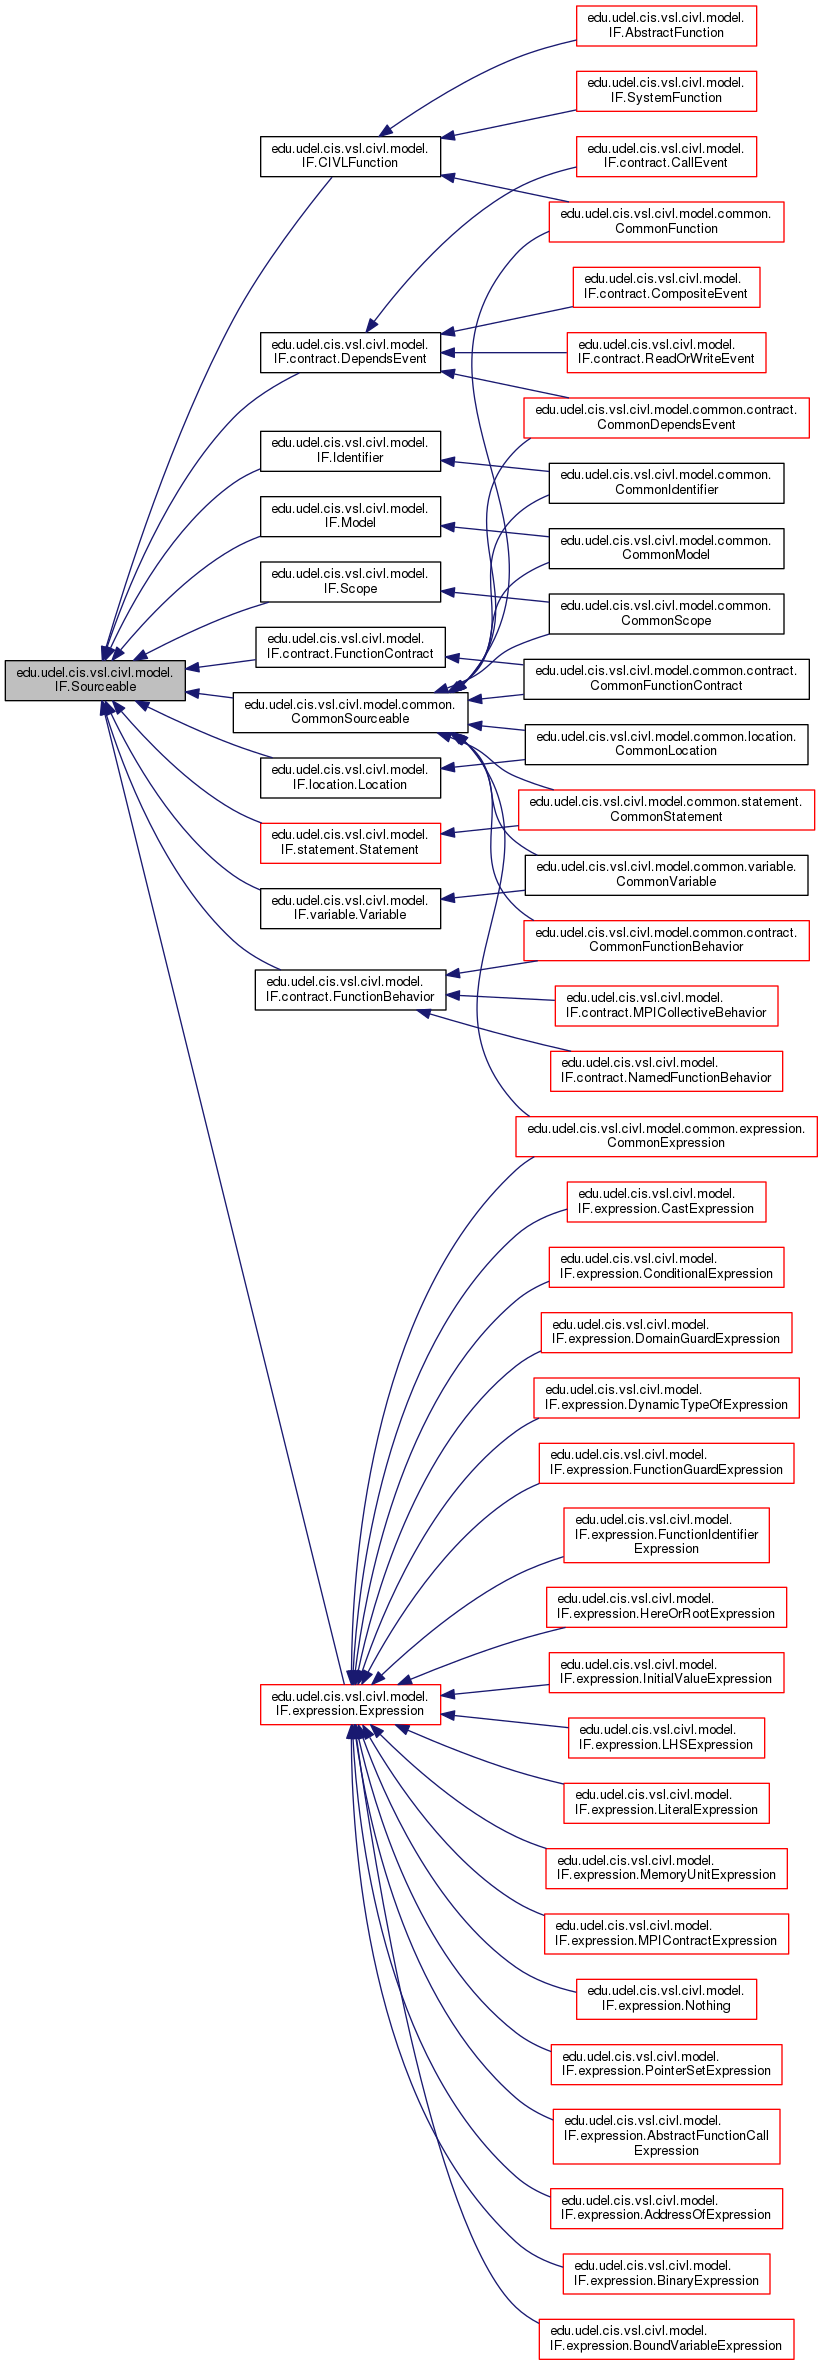 edu.udel.cis.vsl.civl.model.
IF.AbstractFunction
edu.udel.cis.vsl.civl.model.
IF.SystemFunction
edu.udel.cis.vsl.civl.model.
IF.CIVLFunction
edu.udel.cis.vsl.civl.model.
IF.contract.CallEvent
edu.udel.cis.vsl.civl.model.common.
CommonFunction
edu.udel.cis.vsl.civl.model.
IF.contract.CompositeEvent
edu.udel.cis.vsl.civl.model.
IF.contract.DependsEvent
edu.udel.cis.vsl.civl.model.
IF.contract.ReadOrWriteEvent
edu.udel.cis.vsl.civl.model.common.contract.
CommonDependsEvent
edu.udel.cis.vsl.civl.model.
IF.Identifier
edu.udel.cis.vsl.civl.model.common.
CommonIdentifier
edu.udel.cis.vsl.civl.model.
IF.Model
edu.udel.cis.vsl.civl.model.common.
CommonModel
edu.udel.cis.vsl.civl.model.
IF.Scope
edu.udel.cis.vsl.civl.model.common.
CommonScope
edu.udel.cis.vsl.civl.model.
IF.contract.FunctionContract
edu.udel.cis.vsl.civl.model.common.contract.
CommonFunctionContract
edu.udel.cis.vsl.civl.model.
IF.Sourceable
edu.udel.cis.vsl.civl.model.common.
CommonSourceable
edu.udel.cis.vsl.civl.model.common.location.
CommonLocation
edu.udel.cis.vsl.civl.model.
IF.location.Location
edu.udel.cis.vsl.civl.model.common.statement.
CommonStatement
edu.udel.cis.vsl.civl.model.
IF.statement.Statement
edu.udel.cis.vsl.civl.model.common.variable.
CommonVariable
edu.udel.cis.vsl.civl.model.
IF.variable.Variable
edu.udel.cis.vsl.civl.model.common.contract.
CommonFunctionBehavior
edu.udel.cis.vsl.civl.model.
IF.contract.FunctionBehavior
edu.udel.cis.vsl.civl.model.
IF.contract.MPICollectiveBehavior
edu.udel.cis.vsl.civl.model.
IF.contract.NamedFunctionBehavior
edu.udel.cis.vsl.civl.model.common.expression.
CommonExpression
edu.udel.cis.vsl.civl.model.
IF.expression.CastExpression
edu.udel.cis.vsl.civl.model.
IF.expression.ConditionalExpression
edu.udel.cis.vsl.civl.model.
IF.expression.DomainGuardExpression
edu.udel.cis.vsl.civl.model.
IF.expression.DynamicTypeOfExpression
edu.udel.cis.vsl.civl.model.
IF.expression.FunctionGuardExpression
edu.udel.cis.vsl.civl.model.
IF.expression.FunctionIdentifier
Expression
edu.udel.cis.vsl.civl.model.
IF.expression.HereOrRootExpression
edu.udel.cis.vsl.civl.model.
IF.expression.InitialValueExpression
edu.udel.cis.vsl.civl.model.
IF.expression.Expression
edu.udel.cis.vsl.civl.model.
IF.expression.LHSExpression
edu.udel.cis.vsl.civl.model.
IF.expression.LiteralExpression
edu.udel.cis.vsl.civl.model.
IF.expression.MemoryUnitExpression
edu.udel.cis.vsl.civl.model.
IF.expression.MPIContractExpression
edu.udel.cis.vsl.civl.model.
IF.expression.Nothing
edu.udel.cis.vsl.civl.model.
IF.expression.PointerSetExpression
edu.udel.cis.vsl.civl.model.
IF.expression.AbstractFunctionCall
Expression
edu.udel.cis.vsl.civl.model.
IF.expression.AddressOfExpression
edu.udel.cis.vsl.civl.model.
IF.expression.BinaryExpression
edu.udel.cis.vsl.civl.model.
IF.expression.BoundVariableExpression